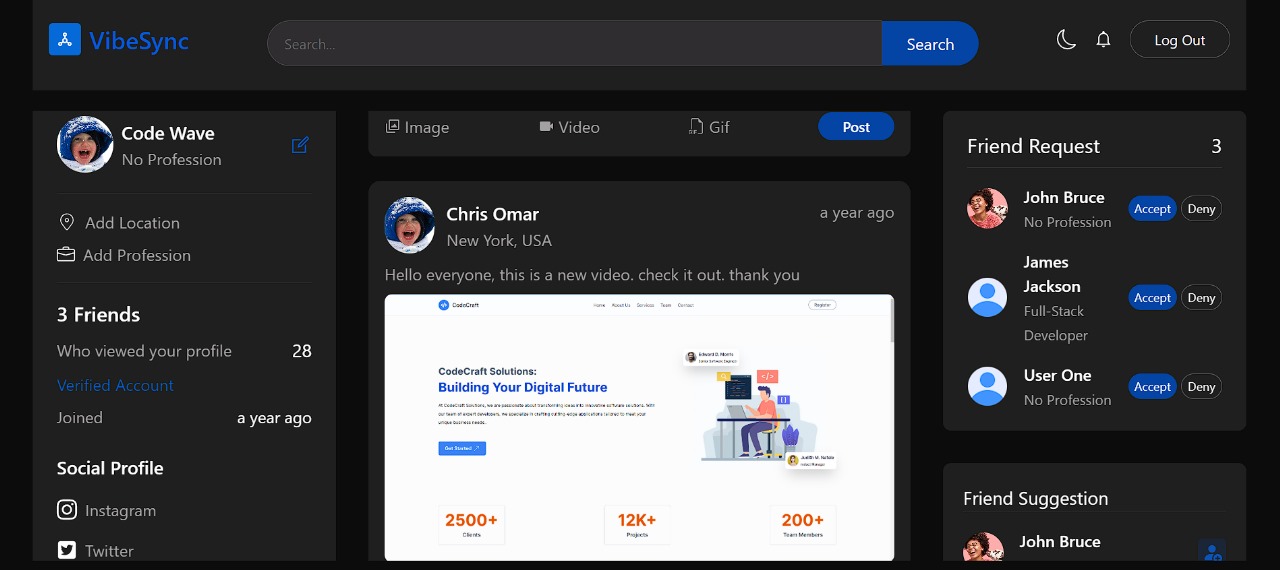 VibeSync
Search...
Search
Log Out
Code Wave
No Profession
Add Location
Add Profession
3 Friends
Who viewed your profile 28
Verified Account
Joined a year ago
Social Profile
Instagram
Twitter
Image Video Gif Post
Chris Omar
New York, USA
a year ago
Hello everyone, this is a new video. check it out. thank you
CodeCraft
Home About Us Services Team Contact
Register
CodeCraft Solutions:
Building Your Digital Future
At CodeCraft Solutions, we are passionate about transforming ideas into innovative software solutions. With
our team of expert developers, we specialize in crafting cutting-edge applications tailored to meet your
unique business needs.
Get Started
Edward D. Morris
Judith M. Natale
2500+
Clients
12K+
Projects
200+
Team Members
Friend Request 3
John Bruce
No Profession
Accept Deny
James
Jackson
Full-Stack
Developer
Accept Deny
User One
No Profession
Accept Deny
Friend Suggestion
John Bruce